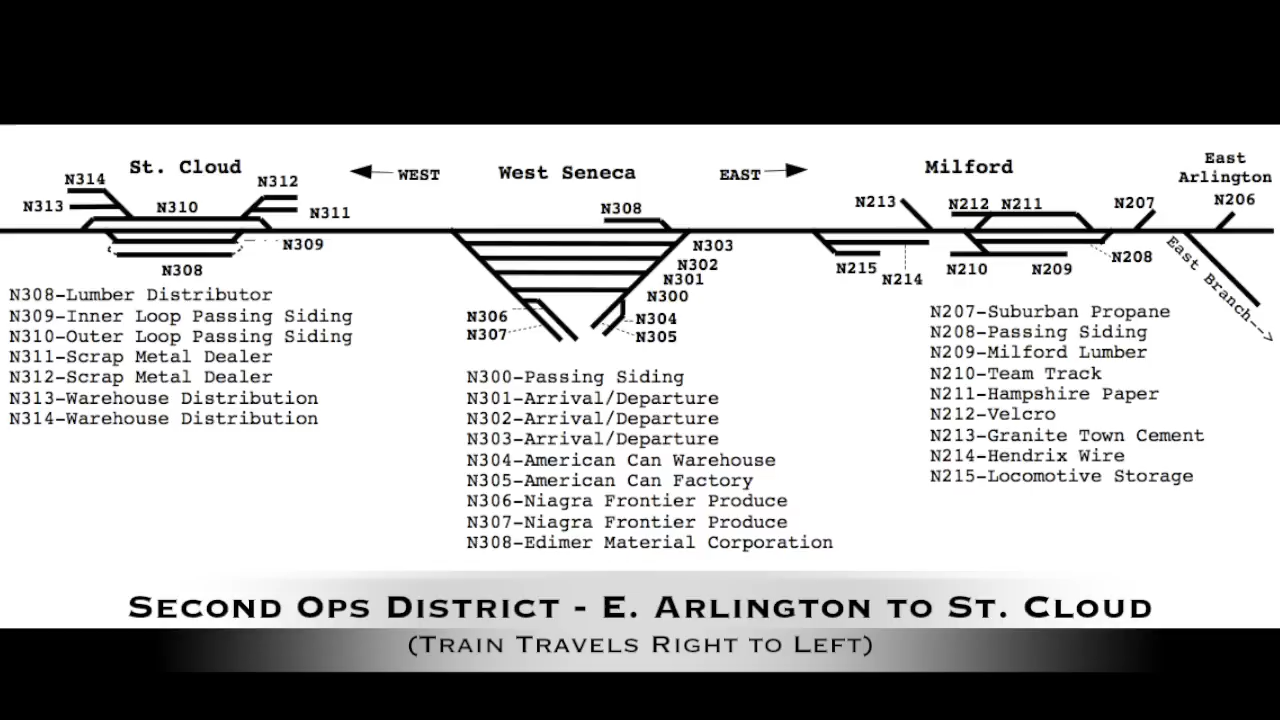 St. Cloud
WEST
West Seneca
EAST
Milford
East
Arlington
N314
N312
N313
N310
N311
N309
N308
N308
N303
N302
N301
N300
N306
N304
N307
N305
N213
N212
N211
N207
N206
N215
N214
N210
N209
N208
East Branch
N308-Lumber Distributor
N309-Inner Loop Passing Siding
N310-Outer Loop Passing Siding
N311-Scrap Metal Dealer
N312-Scrap Metal Dealer
N313-Warehouse Distribution
N314-Warehouse Distribution
N300-Passing Siding
N301-Arrival/Departure
N302-Arrival/Departure
N303-Arrival/Departure
N304-American Can Warehouse
N305-American Can Factory
N306-Niagra Frontier Produce
N307-Niagra Frontier Produce
N308-Edimer Material Corporation
N207-Suburban Propane
N208-Passing Siding
N209-Milford Lumber
N210-Team Track
N211-Hampshire Paper
N212-Velcro
N213-Granite Town Cement
N214-Hendrix Wire
N215-Locomotive Storage
Second Ops District - E. Arlington to St. Cloud
(Train Travels Right to Left)